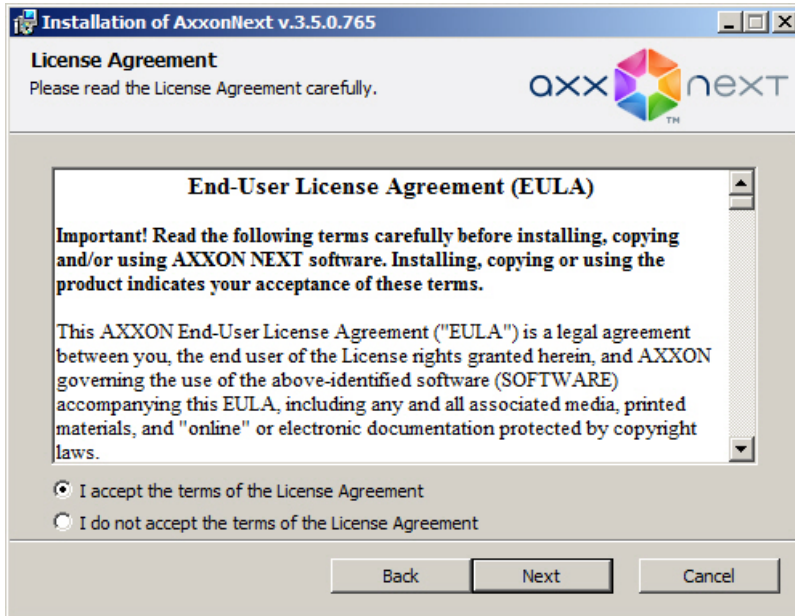 Installation of AxxonNext v.3.5.0.765
License Agreement
Please read the License Agreement carefully.
axxonnext
TM
End-User License Agreement (EULA)
Important! Read the following terms carefully before installing, copying
and/or using AXXON NEXT software. Installing, copying or using the
product indicates your acceptance of these terms.
This AXXON End-User License Agreement ("EULA") is a legal agreement
between you, the end user of the License rights granted herein, and AXXON
governing the use of the above-identified software (SOFTWARE)
accompanying this EULA, including any and all associated media, printed
materials, and "online" or electronic documentation protected by copyright
laws.
I accept the terms of the License Agreement
I do not accept the terms of the License Agreement
Back Next Cancel